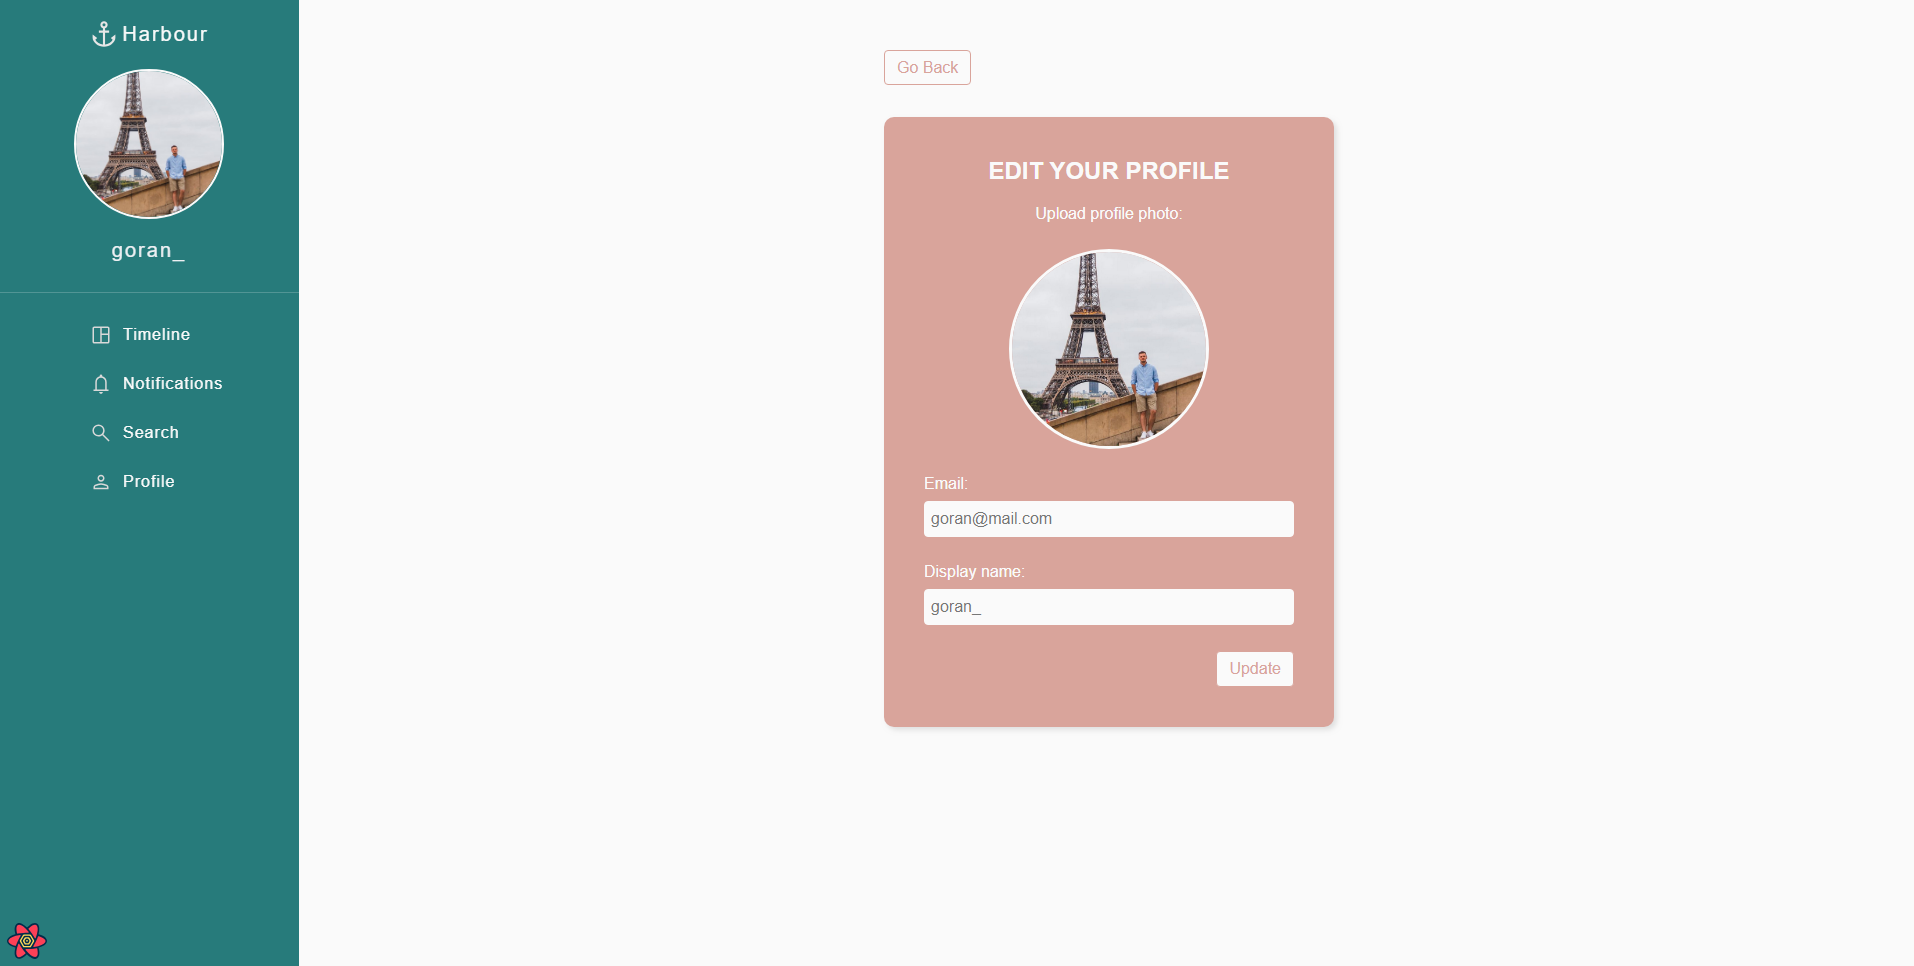 Harbour
goran_
Timeline
Notifications
Search
Profile
Go Back
EDIT YOUR PROFILE
Upload profile photo:
Email:
goran@mail.com
Display name:
goran_
Update